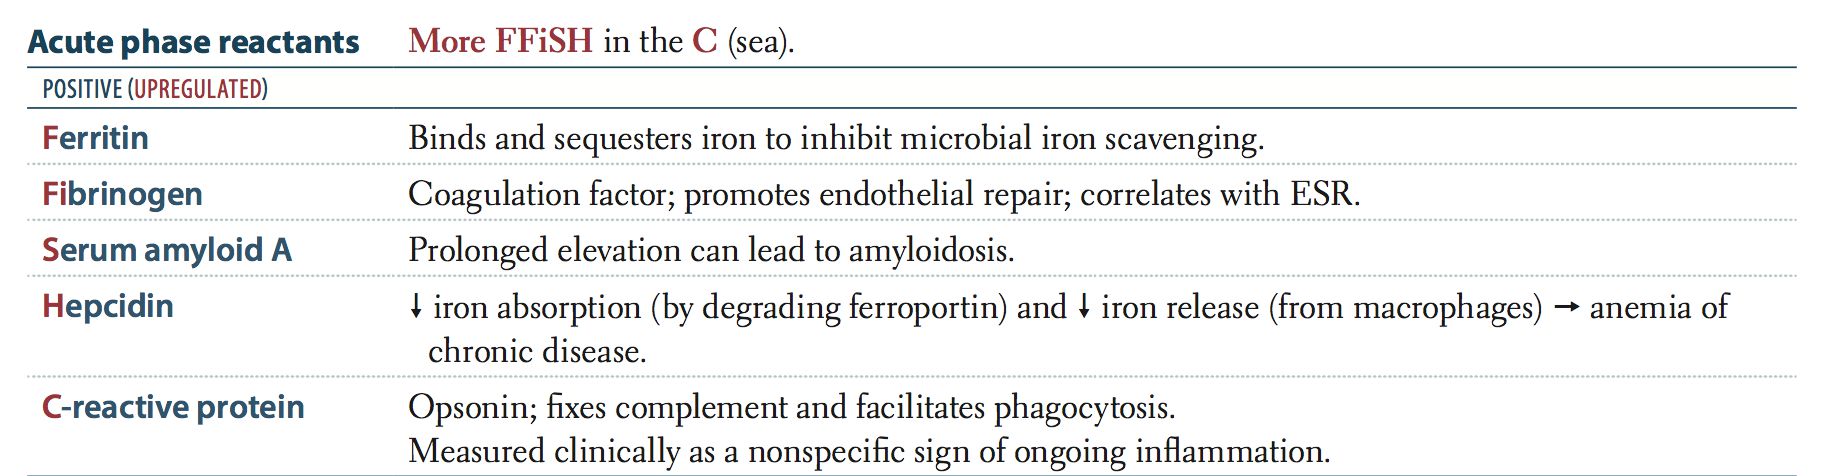 Acute phase reactants More FFiSH in the C (sea).
POSITIVE (UPREGULATED)
Ferritin Binds and sequesters iron to inhibit microbial iron scavenging.
Fibrinogen Coagulation factor; promotes endothelial repair; correlates with ESR.
Serum amyloid A Prolonged elevation can lead to amyloidosis.
Hepcidin ↓ iron absorption (by degrading ferroportin) and ↓ iron release (from macrophages) → anemia of
chronic disease.
C-reactive protein Opsonin; fixes complement and facilitates phagocytosis.
Measured clinically as a nonspecific sign of ongoing inflammation.